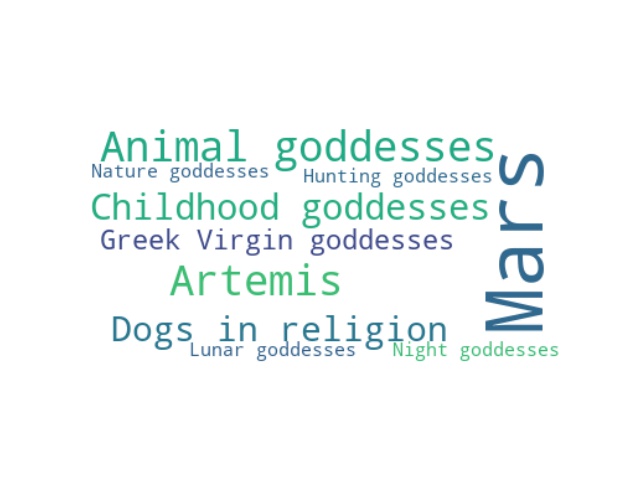 Animal goddesses
Nature goddesses
Hunting goddesses
Childhood goddesses
Greek Virgin goddesses
Artemis
Dogs in religion
Lunar goddesses
Night goddesses
Mars